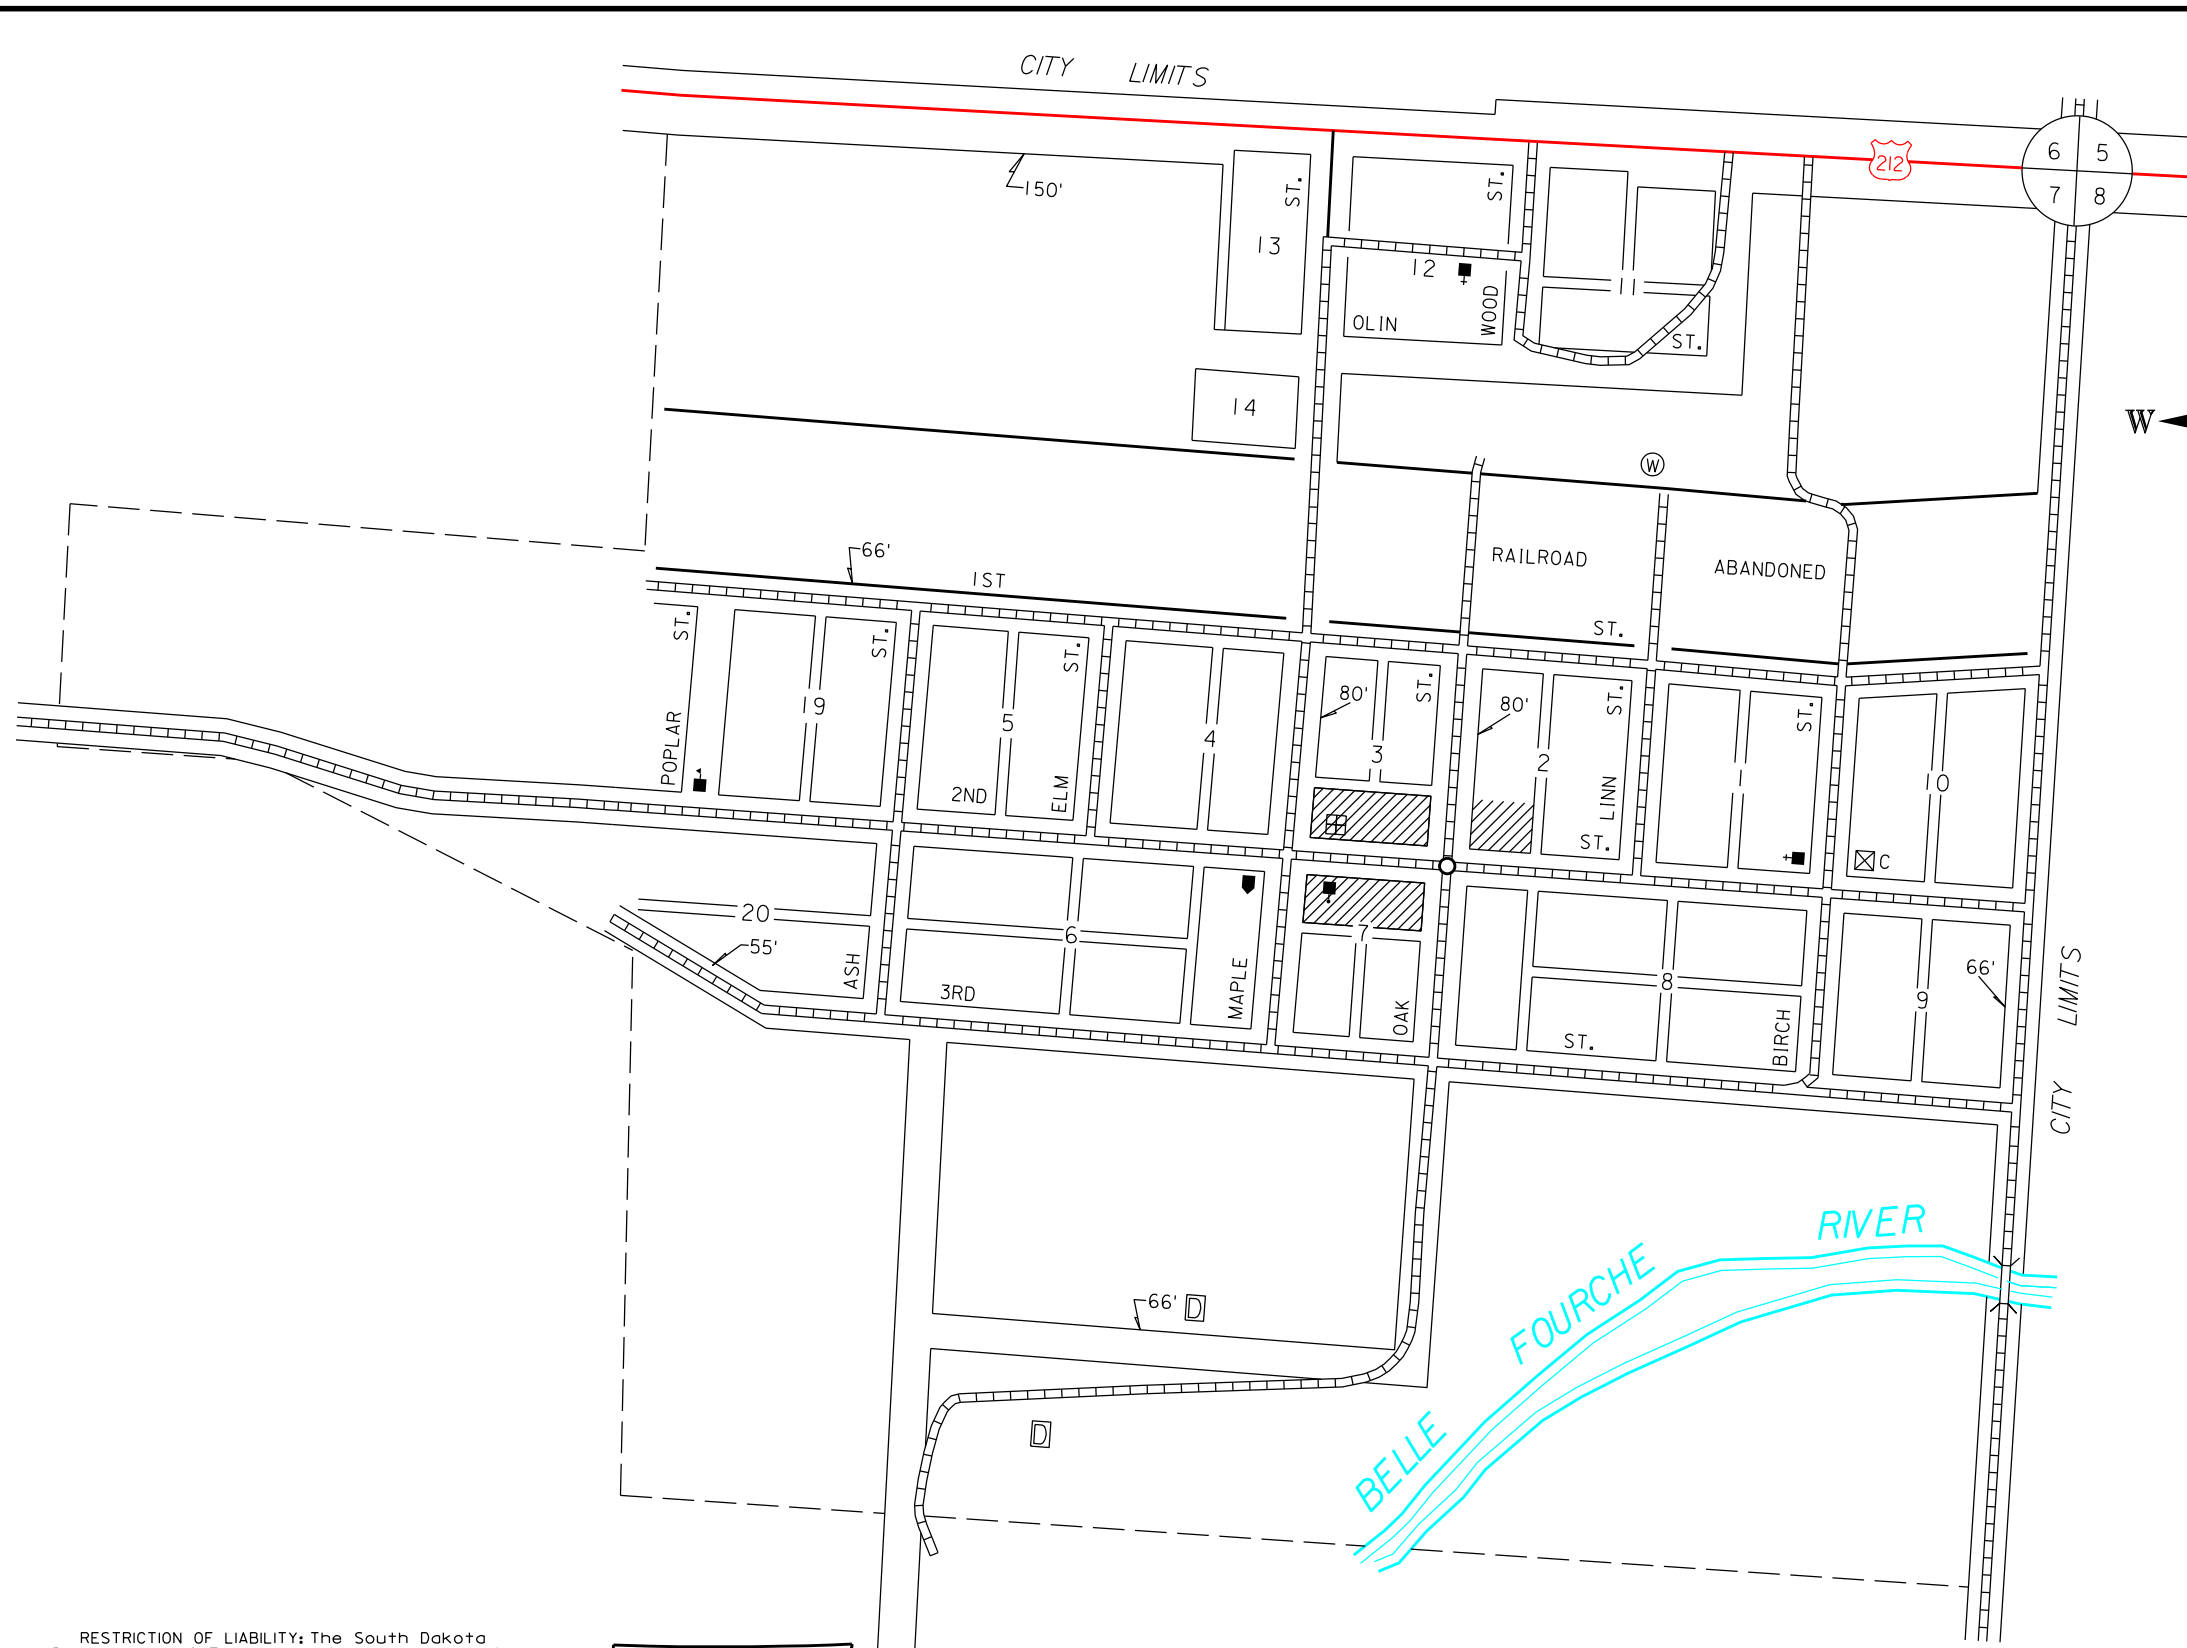 CITY LIMITS
212
6 5
7 8
150'
13
ST.
ST.
12
11
OLIN
WOOD
ST.
14
W
W
RAILROAD
ABANDONED
66'
1ST
ST.
ST.
ST.
ST.
ST.
ST.
ST.
80'
80'
POPLAR
19
5
4
3
2
1
10
2ND
ELM
LINN
ST.
C
20
55'
ASH
6
3RD
MAPLE
7
OAK
8
ST.
BIRCH
9
66'
CITY LIMITS
RIVER
FOURCHE
BELLE
66'
D
D
RESTRICTION OF LIABILITY: The South Dakota